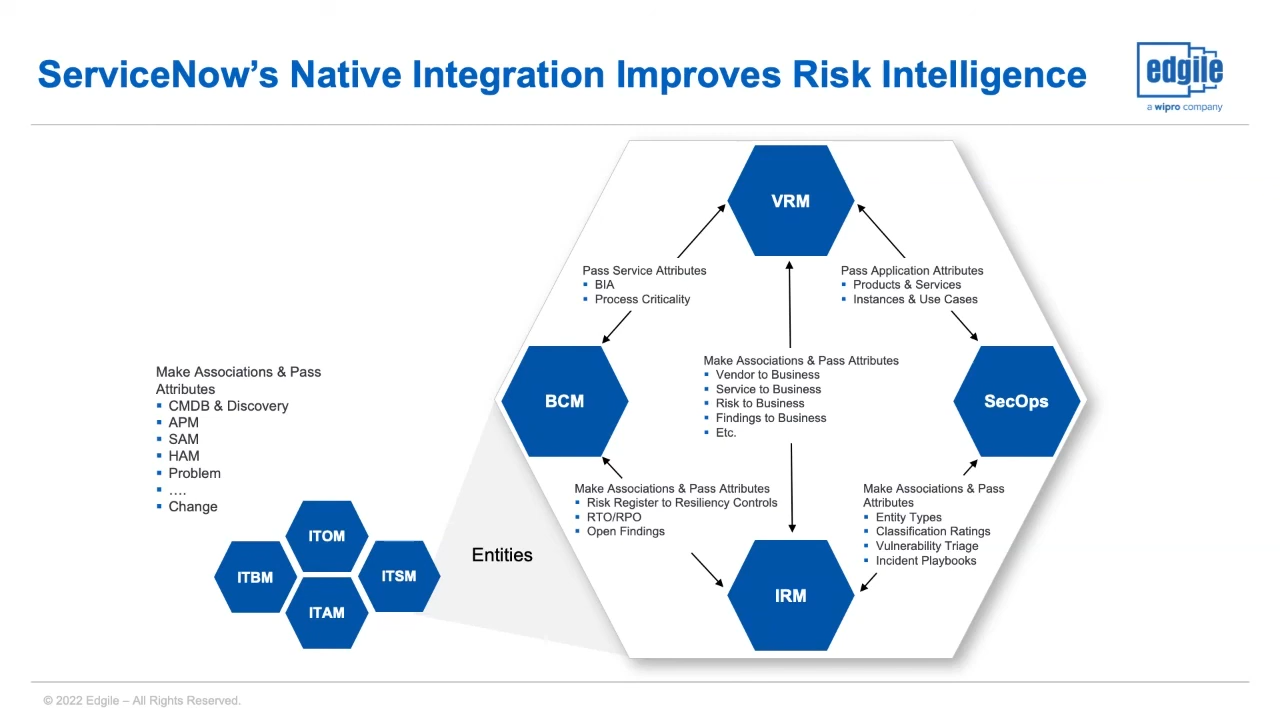 ServiceNow's Native Integration Improves Risk Intelligence
edgile
a wipro company
VRM
Pass Service Attributes
BIA
Process Criticality
Pass Application Attributes
Products & Services
Instances & Use Cases
Make Associations & Pass Attributes
Vendor to Business
Service to Business
Risk to Business
Findings to Business
Etc.
BCM
SecOps
Make Associations & Pass
Attributes
CMDB & Discovery
APM
SAM
HAM
Problem
....
Change
Make Associations & Pass Attributes
Risk Register to Resiliency Controls
RTO/RPO
Open Findings
Make Associations & Pass
Attributes
Entity Types
Classification Ratings
Vulnerability Triage
Incident Playbooks
ITOM
ITBM
ITSM
ITAM
Entities
IRM
© 2022 Edgile – All Rights Reserved.